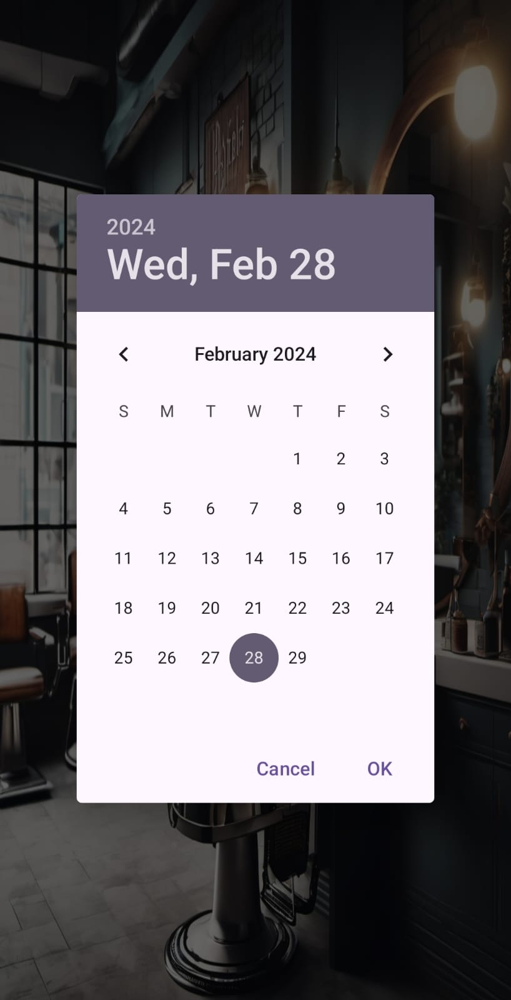 2024
Wed, Feb 28
February 2024
S M T W T F S
1 2 3
4 5 6 7 8 9 10
11 12 13 14 15 16 17
18 19 20 21 22 23 24
25 26 27 28 29
Cancel OK